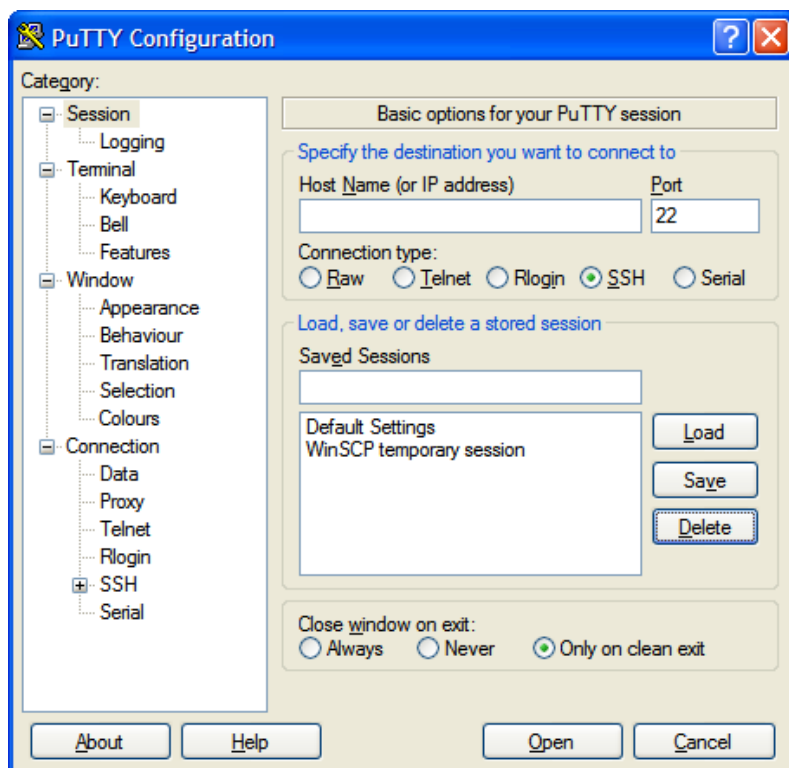 PuTTY Configuration
Category:
Session
Logging
Terminal
Keyboard
Bell
Features
Window
Appearance
Behaviour
Translation
Selection
Colours
Connection
Data
Proxy
Telnet
Rlogin
SSH
Serial
Basic options for your PuTTY session
Specify the destination you want to connect to
Host Name (or IP address) Port
22
Connection type:
Raw Telnet Rlogin SSH Serial
Load, save or delete a stored session
Saved Sessions
Default Settings
WinSCP temporary session
Load
Save
Delete
Close window on exit:
Always Never Only on clean exit
About Help Open Cancel